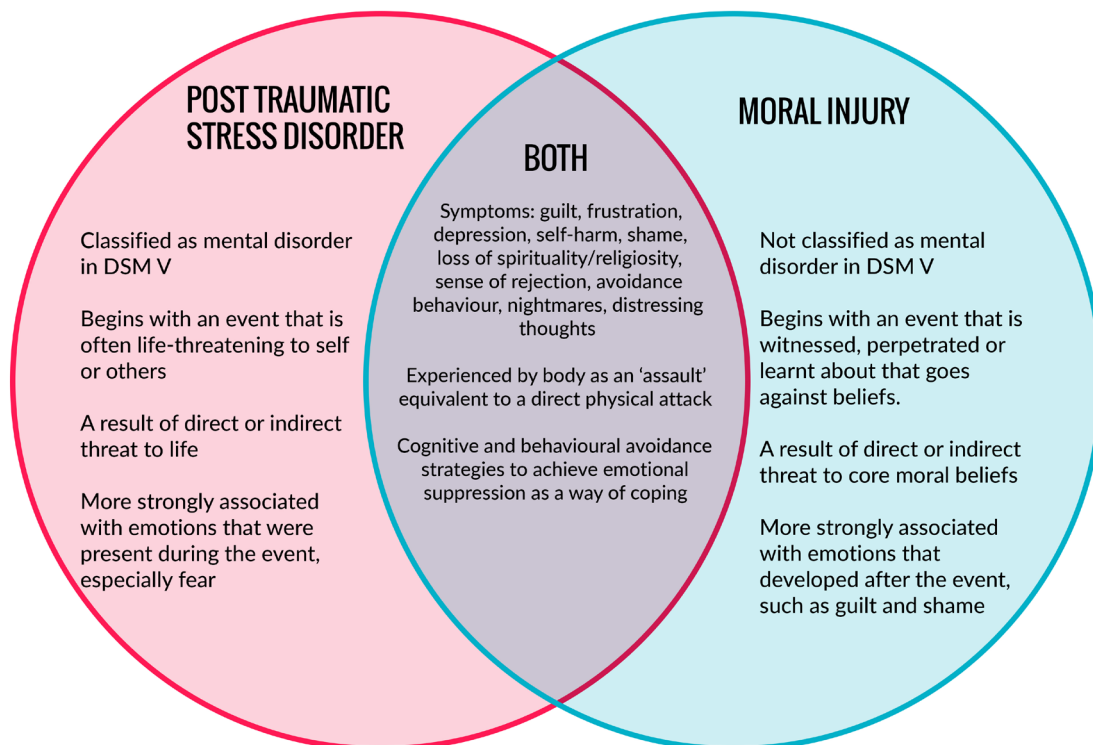 POST TRAUMATIC
STRESS DISORDER
Classified as mental disorder
in DSM V
Begins with an event that is
often life-threatening to self
or others
A result of direct or indirect
threat to life
More strongly associated
with emotions that were
present during the event,
especially fear
BOTH
Symptoms: guilt, frustration,
depression, self-harm, shame,
loss of spirituality/religiosity,
sense of rejection, avoidance
behaviour, nightmares, distressing
thoughts
Experienced by body as an ‘assault’
equivalent to a direct physical attack
Cognitive and behavioural avoidance
strategies to achieve emotional
suppression as a way of coping
MORAL INJURY
Not classified as mental
disorder in DSM V
Begins with an event that is
witnessed, perpetrated or
learnt about that goes
against beliefs.
A result of direct or indirect
threat to core moral beliefs
More strongly associated
with emotions that
developed after the event,
such as guilt and shame